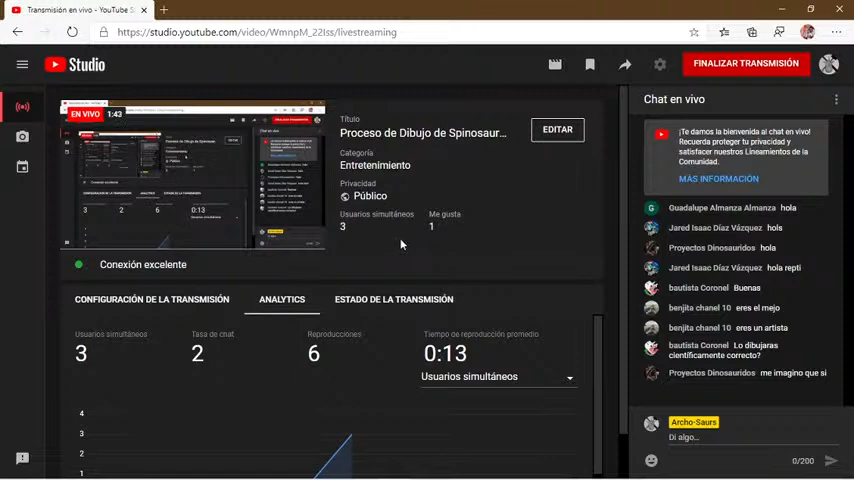 Transmisión en vivo - YouTube S
https://studio.youtube.com/video/WmnpM_22Iss/livestreaming
Studio
FINALIZAR TRANSMISIÓN
EN VIVO 1:43
Título
Proceso de Dibujo de Spinosaur...
EDITAR
Categoría
Entretenimiento
Privacidad
Público
Usuarios simultáneos Me gusta
3 1
Conexión excelente
CONFIGURACIÓN DE LA TRANSMISIÓN ANALYTICS ESTADO DE LA TRANSMISIÓN
Usuarios simultáneos Tasa de chat Reproducciones Tiempo de reproducción promedio
3 2 6 0:13
Usuarios simultáneos
4
3
2
1
Chat en vivo
¡Te damos la bienvenida al chat en vivo!
Recuerda proteger tu privacidad y
satisfacer nuestros Lineamientos de la
Comunidad.
MÁS INFORMACIÓN
G Guadalupe Almanza Almanza hola
Jared Isaac Díaz Vázquez hols
Proyectos Dinosauridos hola
Jared Isaac Díaz Vázquez hola repti
bautista Coronel Buenas
benjita chanel 10 eres el mejo
benjita chanel 10 eres un artista
bautista Coronel Lo dibujaras
científicamente correcto?
Proyectos Dinosauridos me imagino que si
Archo-Saurs
Di algo...
0/200